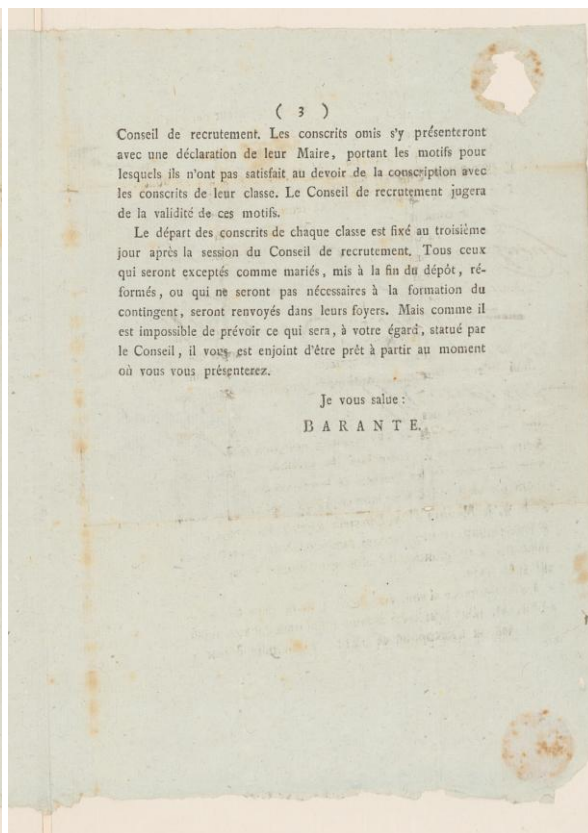 ( 3 )
Conseil de recrutement. Les conscrits omis s'y présenteront
avec une déclaration de leur Maire, portant les motifs pour
lesquels ils n'ont pas satisfait au devoir de la conscription avec
les conscrits de leur classe. Le Conseil de recrutement jugera
de la validité de ces motifs.
Le départ des conscrits de chaque classe est fixé au troisième
jour après la session du Conseil de recrutement. Tous ceux
qui seront exceptés comme mariés, mis à la fin du dépôt, ré-
formés, ou qui ne seront pas nécessaires à la formation du
contingent, seront renvoyés dans leurs foyers. Mais comme il
est impossible de prévoir ce qui sera, à votre égard, statué par
le Conseil, il vous est enjoint d'être prêt à partir au moment
où vous vous présenterez.
Je vous salue :
BARANTE.